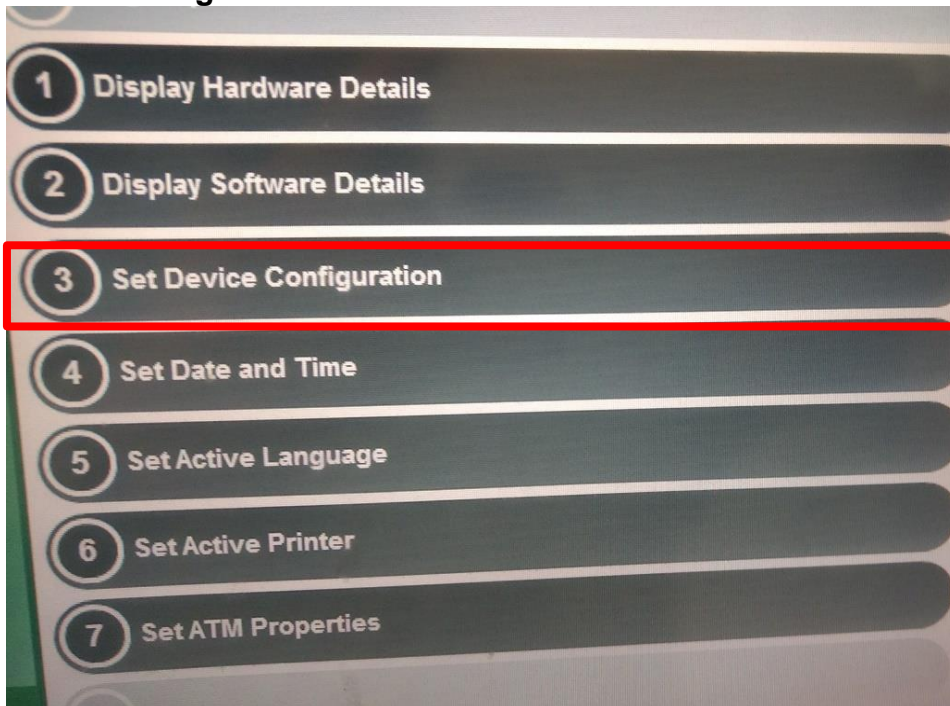 1 Display Hardware Details
2 Display Software Details
3 Set Device Configuration
4 Set Date and Time
5 Set Active Language
6 Set Active Printer
7 Set ATM Properties